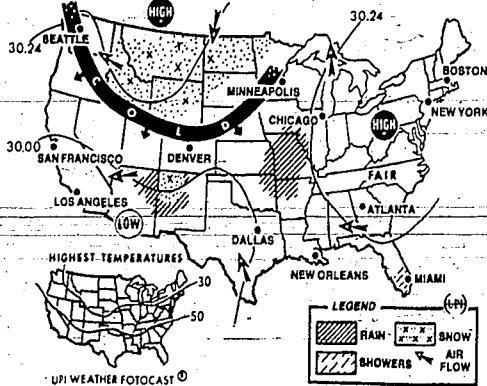 HIGH
30.24
30.24
SEATTLE
BOSTON
MINNEAPOLIS
NEW YORK
CHICAGO
HIGH
COLD
30.00
SAN FRANCISCO
DENVER
FAIR
LOS ANGELES
ATLANTA
LOW
DALLAS
HIGHEST TEMPERATURES
NEW ORLEANS
MIAMI
30
50
LEGEND
UPI
RAIN
SNOW
SHOWERS
AIR FLOW
UPI WEATHER FOTOCAST ®